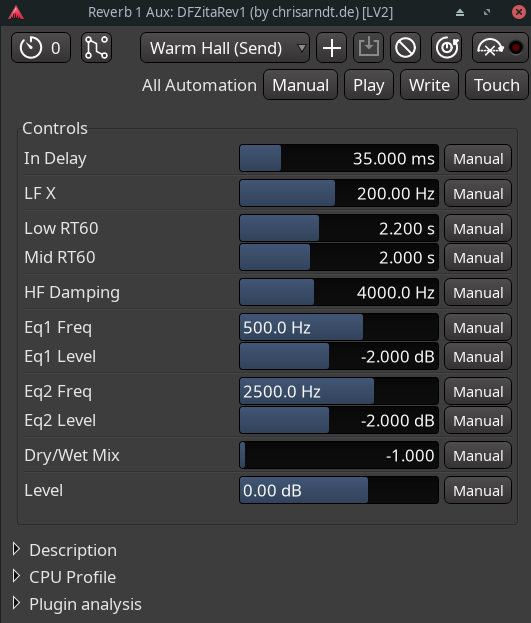 Reverb 1 Aux: DFZitaRev1 (by chrisarndt.de) [LV2]
0 Warm Hall (Send)
All Automation Manual Play Write Touch
Controls
In Delay 35.000 ms Manual
LF X 200.00 Hz Manual
Low RT60 2.200 s Manual
Mid RT60 2.000 s Manual
HF Damping 4000.0 Hz Manual
Eq1 Freq 500.0 Hz Manual
Eq1 Level -2.000 dB Manual
Eq2 Freq 2500.0 Hz Manual
Eq2 Level -2.000 dB Manual
Dry/Wet Mix -1.000 Manual
Level 0.00 dB Manual
Description
CPU Profile
Plugin analysis